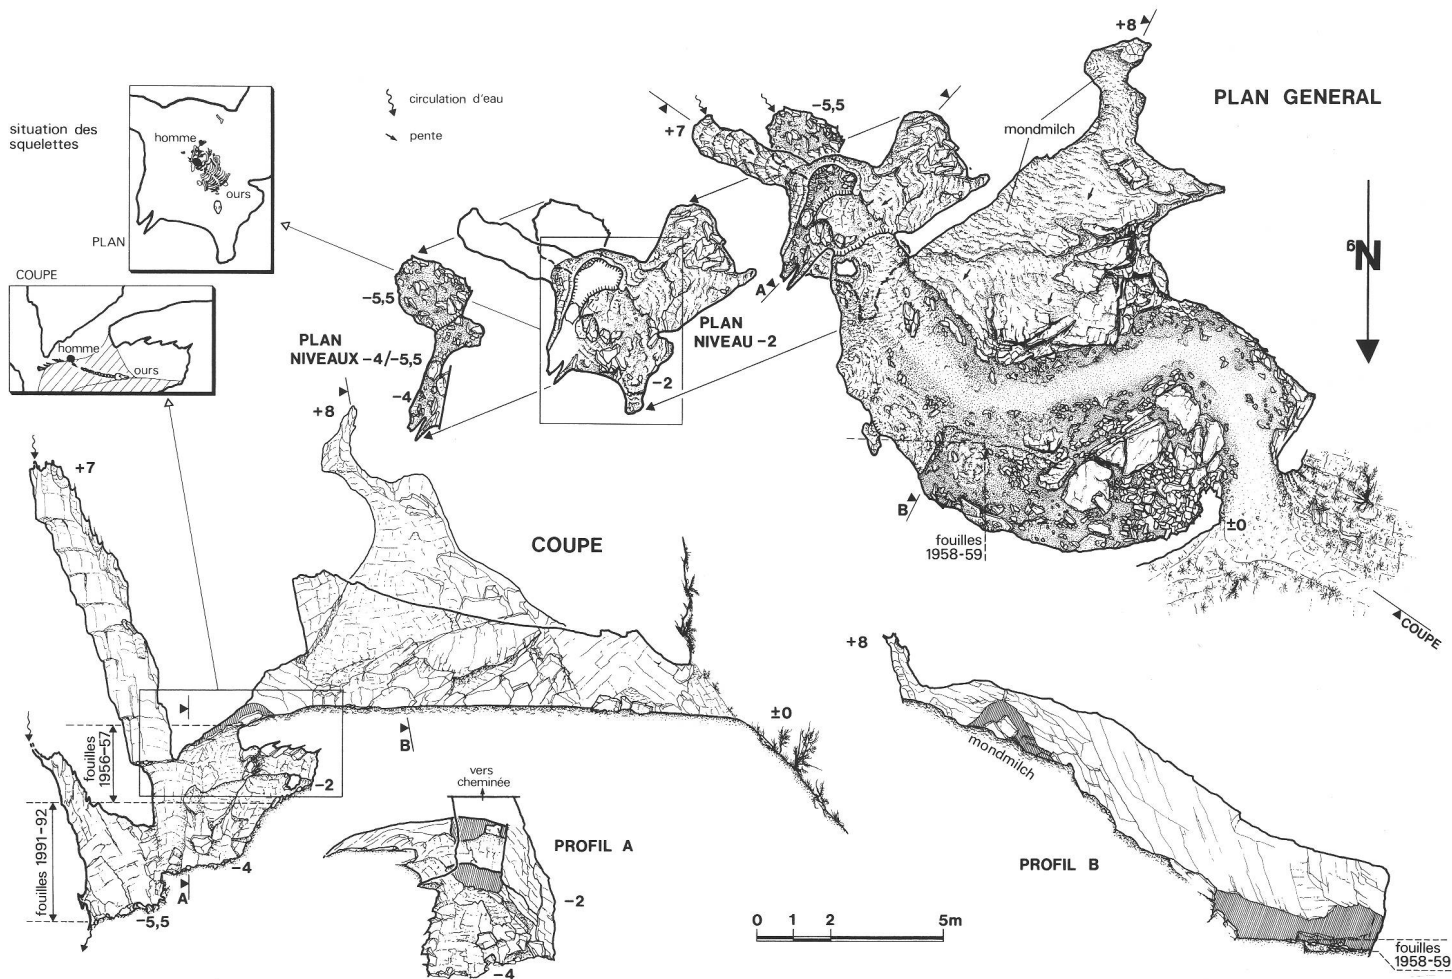 situation des
squelettes
homme
ours
PLAN
COUPE
homme
ours
circulation d'eau
pente
+7
-5,5
+8
mondmilch
PLAN GENERAL
N
A
-5,5
PLAN
NIVEAUX -4/-5,5
-4
PLAN
NIVEAU -2
-2
B
fouilles
1958-59
±0
COUPE
+8
+7
COUPE
±0
B
fouilles
1956-57
-2
fouilles 1991-92
-4
A
-5,5
vers
cheminée
PROFIL A
-2
-4
0 1 2 5m
+8
mondmilch
PROFIL B
fouilles
1958-59